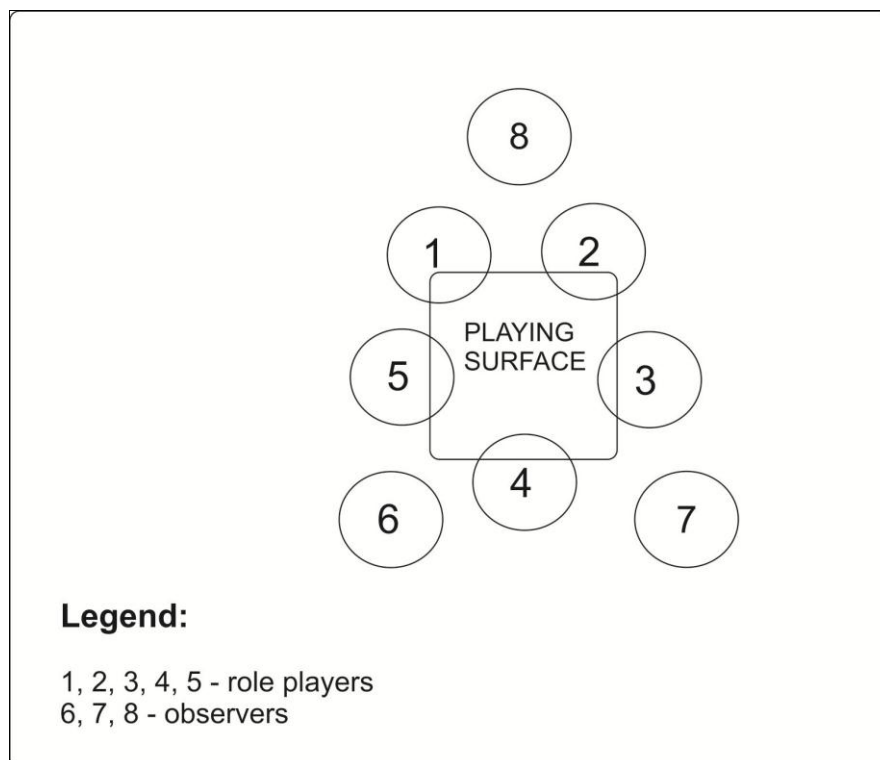 8
1
2
PLAYING
SURFACE
5
3
4
6
7
Legend:
1, 2, 3, 4, 5 - role players
6, 7, 8 - observers